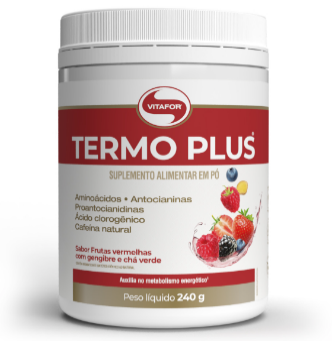 VITAFOR®
TERMO PLUS
SUPLEMENTO ALIMENTAR EM PÓ
Aminoácidos • Antocianinas
Proantocianidinas
Ácido clorogênico
Cafeína natural
Sabor Frutas vermelhas
com gengibre e chá verde
Auxilia no metabolismo energético*
Peso líquido 240 g